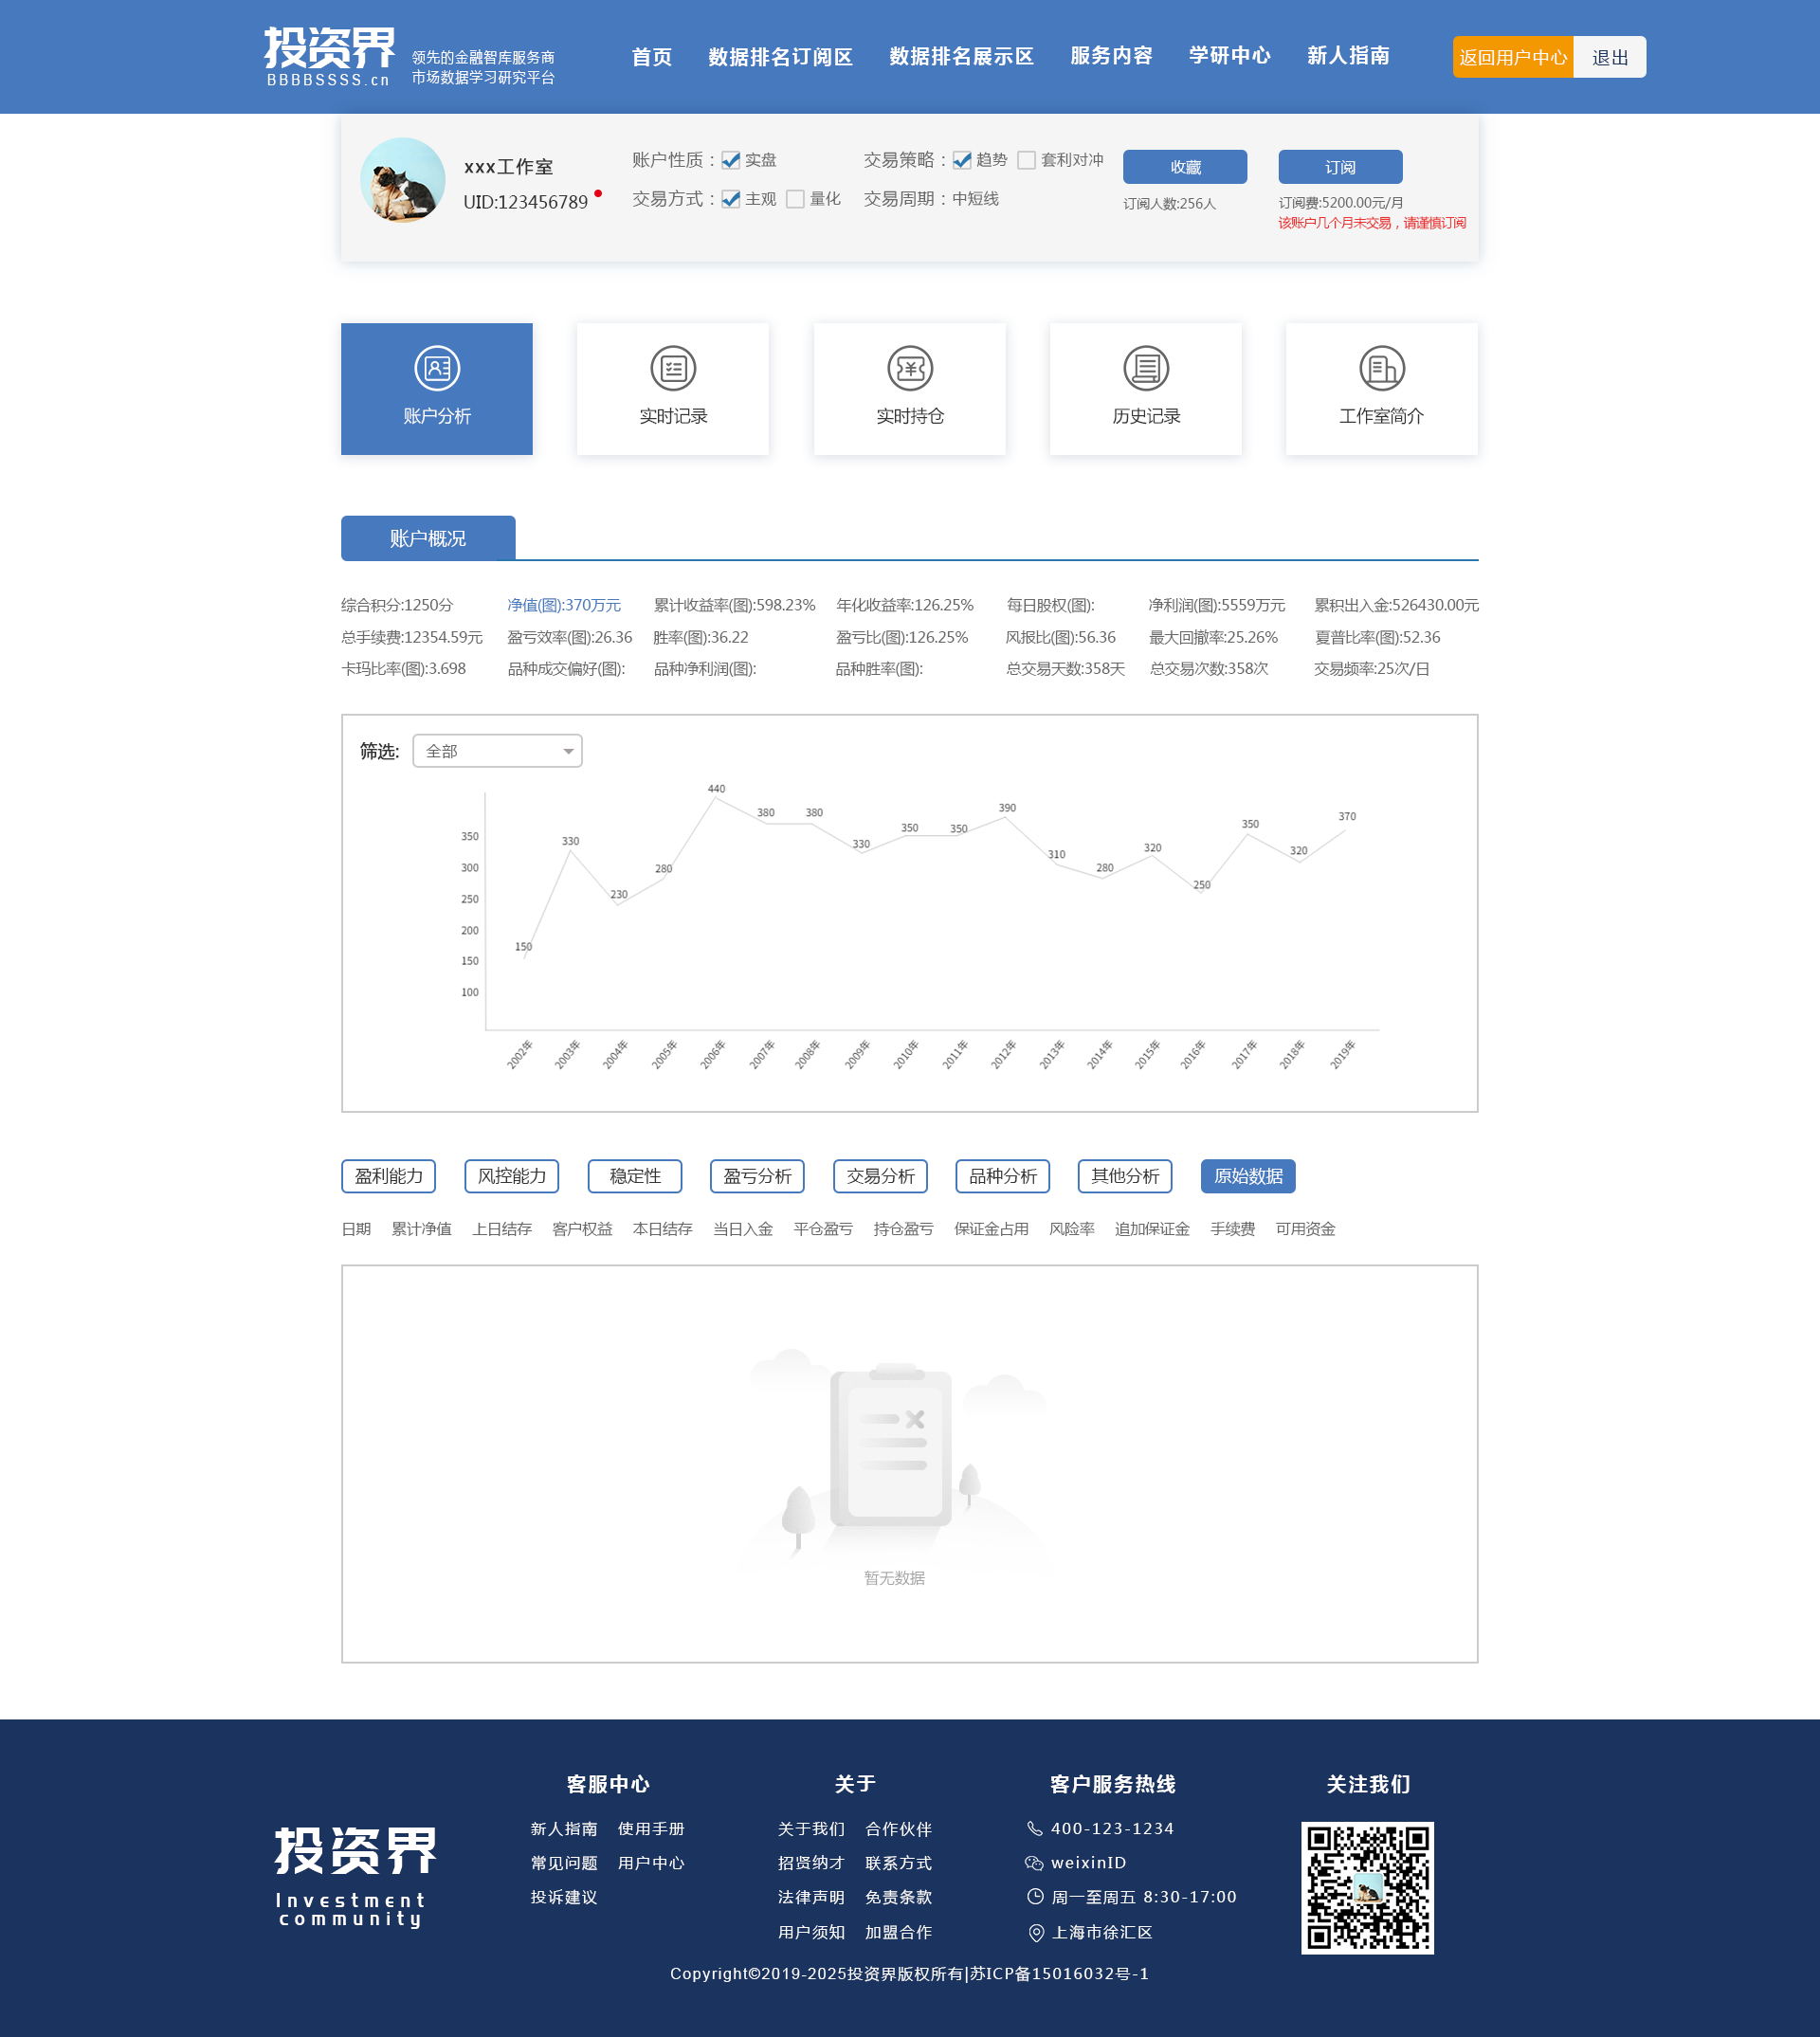 投资界
BBBBSSSS.cn
领先的金融智库服务商
市场数据学习研究平台
首页 数据排名订阅区 数据排名展示区 服务内容 学研中心 新人指南
返回用户中心 退出
xxx工作室
UID:123456789
账户性质：实盘
交易方式：主观 量化
交易策略：趋势 套利对冲
交易周期：中短线
收藏
订阅人数:256人
订阅
订阅费:5200.00元/月
该账户几个月未交易，请谨慎订阅
账户分析 实时记录 实时持仓 历史记录 工作室简介
账户概况
综合积分:1250分 净值(图):370万元 累计收益率(图):598.23% 年化收益率:126.25% 每日股权(图): 净利润(图):5559万元 累积出入金:526430.00元
总手续费:12354.59元 盈亏效率(图):26.36 胜率(图):36.22 盈亏比(图):126.25% 风报比(图):56.36 最大回撤率:25.26% 夏普比率(图):52.36
卡玛比率(图):3.698 品种成交偏好(图): 品种净利润(图): 品种胜率(图): 总交易天数:358天 总交易次数:358次 交易频率:25次/日
筛选: 全部
350
300
250
200
150
100
150 330 230 280 440 380 380 330 350 350 390 310 280 320 250 350 320 370
2002年 2003年 2004年 2005年 2006年 2007年 2008年 2009年 2010年 2011年 2012年 2013年 2014年 2015年 2016年 2017年 2018年 2019年
盈利能力 风控能力 稳定性 盈亏分析 交易分析 品种分析 其他分析 原始数据
日期 累计净值 上日结存 客户权益 本日结存 当日入金 平仓盈亏 持仓盈亏 保证金占用 风险率 追加保证金 手续费 可用资金
暂无数据
投资界
Investment
community
客服中心
新人指南 使用手册
常见问题 用户中心
投诉建议
关于
关于我们 合作伙伴
招贤纳才 联系方式
法律声明 免责条款
用户须知 加盟合作
客户服务热线
400-123-1234
weixinID
周一至周五 8:30-17:00
上海市徐汇区
关注我们
Copyright©2019-2025投资界版权所有|苏ICP备15016032号-1